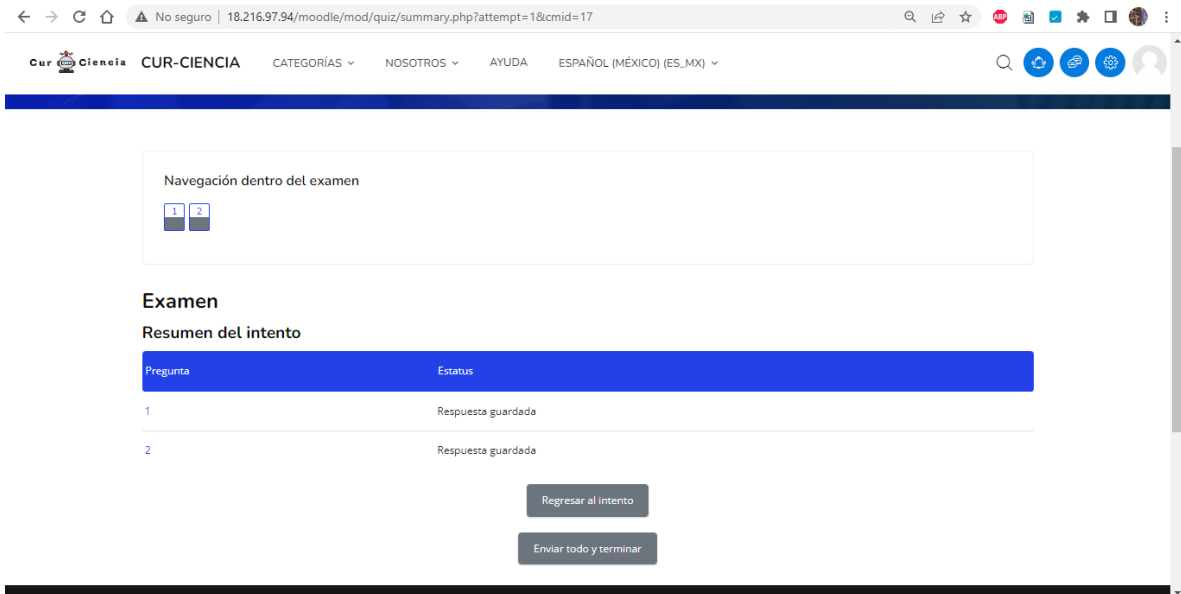 No seguro | 18.216.97.94/moodle/mod/quiz/summary.php?attempt=1&cmid=17
ABP
Cur Ciencia CUR-CIENCIA CATEGORÍAS NOSOTROS AYUDA ESPAÑOL (MÉXICO) (ES_MX)
Navegación dentro del examen
1 2
Examen
Resumen del intento
Pregunta Estatus
1 Respuesta guardada
2 Respuesta guardada
Regresar al intento
Enviar todo y terminar